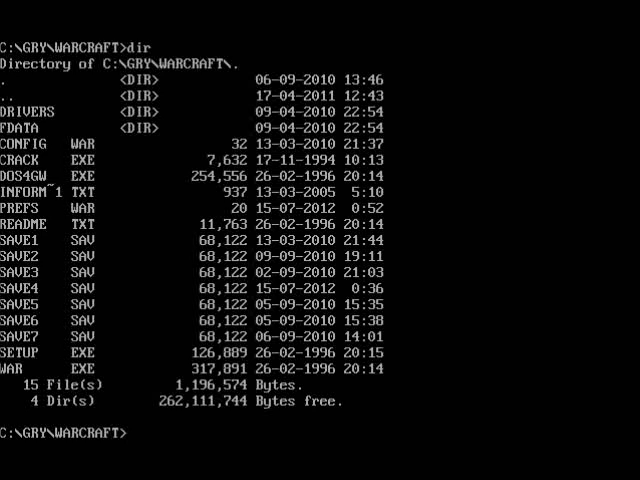 C:\GRY\WARCRAFT>dir
Directory of C:\GRY\WARCRAFT\.
.              <DIR>            06-09-2010 13:46
..             <DIR>            17-04-2011 12:43
DRIVERS        <DIR>            09-04-2010 22:54
FDATA          <DIR>            09-04-2010 22:54
CONFIG   WAR                 32 13-03-2010 21:37
CRACK    EXE              7,632 17-11-1994 10:13
DOS4GW   EXE            254,556 26-02-1996 20:14
INFORM~1 TXT                937 13-03-2005  5:10
PREFS    WAR                 20 15-07-2012  0:52
README   TXT             11,763 26-02-1996 20:14
SAVE1    SAV             68,122 13-03-2010 21:44
SAVE2    SAV             68,122 09-09-2010 19:11
SAVE3    SAV             68,122 02-09-2010 21:03
SAVE4    SAV             68,122 15-07-2012  0:36
SAVE5    SAV             68,122 05-09-2010 15:35
SAVE6    SAV             68,122 05-09-2010 15:38
SAVE7    SAV             68,122 06-09-2010 14:01
SETUP    EXE            126,889 26-02-1996 20:15
WAR      EXE            317,891 26-02-1996 20:14
   15 File(s)          1,196,574 Bytes.
    4 Dir(s)        262,111,744 Bytes free.
C:\GRY\WARCRAFT>